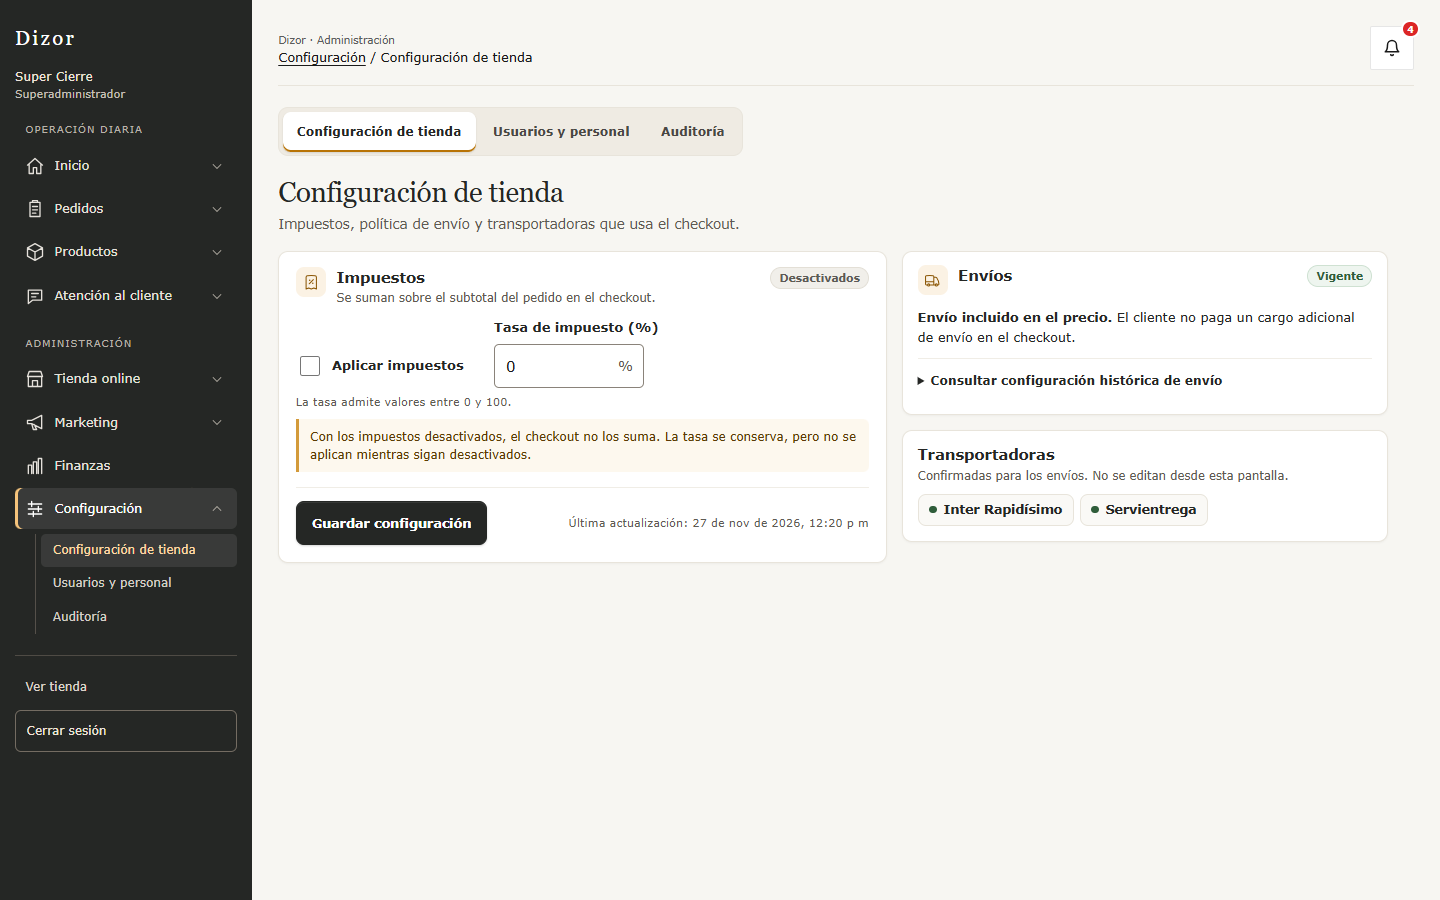 Dizor
Super Cierre
Superadministrador
OPERACIÓN DIARIA
Inicio
Pedidos
Productos
Atención al cliente
ADMINISTRACIÓN
Tienda online
Marketing
Finanzas
Configuración
Configuración de tienda
Usuarios y personal
Auditoría
Ver tienda
Cerrar sesión
Dizor · Administración
Configuración / Configuración de tienda
4
Configuración de tienda
Usuarios y personal
Auditoría
Configuración de tienda
Impuestos, política de envío y transportadoras que usa el checkout.
Impuestos
Desactivados
Se suman sobre el subtotal del pedido en el checkout.
Tasa de impuesto (%)
Aplicar impuestos
0 %
La tasa admite valores entre 0 y 100.
Con los impuestos desactivados, el checkout no los suma. La tasa se conserva, pero no se
aplican mientras sigan desactivados.
Guardar configuración
Última actualización: 27 de nov de 2026, 12:20 p m
Envíos
Vigente
Envío incluido en el precio. El cliente no paga un cargo adicional
de envío en el checkout.
Consultar configuración histórica de envío
Transportadoras
Confirmadas para los envíos. No se editan desde esta pantalla.
Inter Rapidísimo
Servientrega